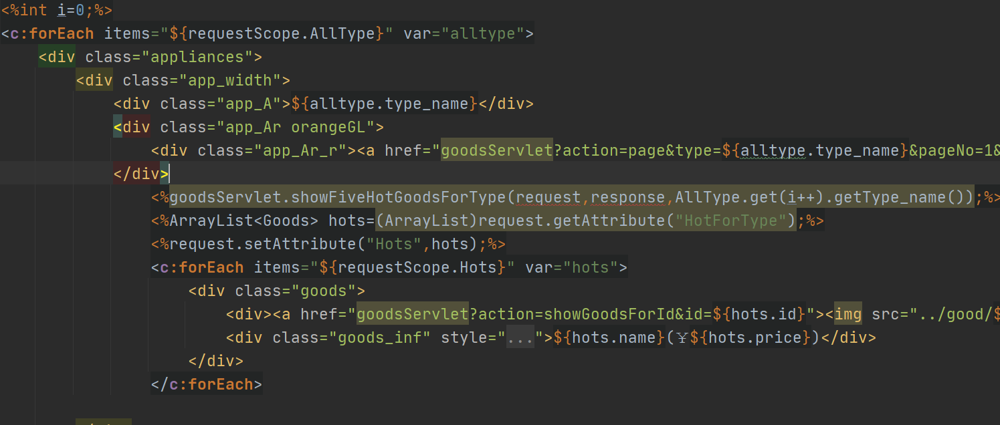 <%int i=0;%>
<c:forEach items="${requestScope.AllType}" var="alltype">
<div class="appliances">
<div class="app_width">
<div class="app_A">${alltype.type_name}</div>
<div class="app_Ar orangeGL">
<div class="app_Ar_r"><a href="goodsServlet?action=page&type=${alltype.type_name}&pageNo=1&
</div>
<%goodsServlet.showFiveHotGoodsForType(request,response,AllType.get(i++).getType_name());%>
<%ArrayList<Goods> hots=(ArrayList)request.getAttribute("HotForType");%>
<%request.setAttribute("Hots",hots);%>
<c:forEach items="${requestScope.Hots}" var="hots">
<div class="goods">
<div><a href="goodsServlet?action=showGoodsForId&id=${hots.id}"><img src="../good/$
<div class="goods_inf" style="...">${hots.name}(¥${hots.price})</div>
</div>
</c:forEach>